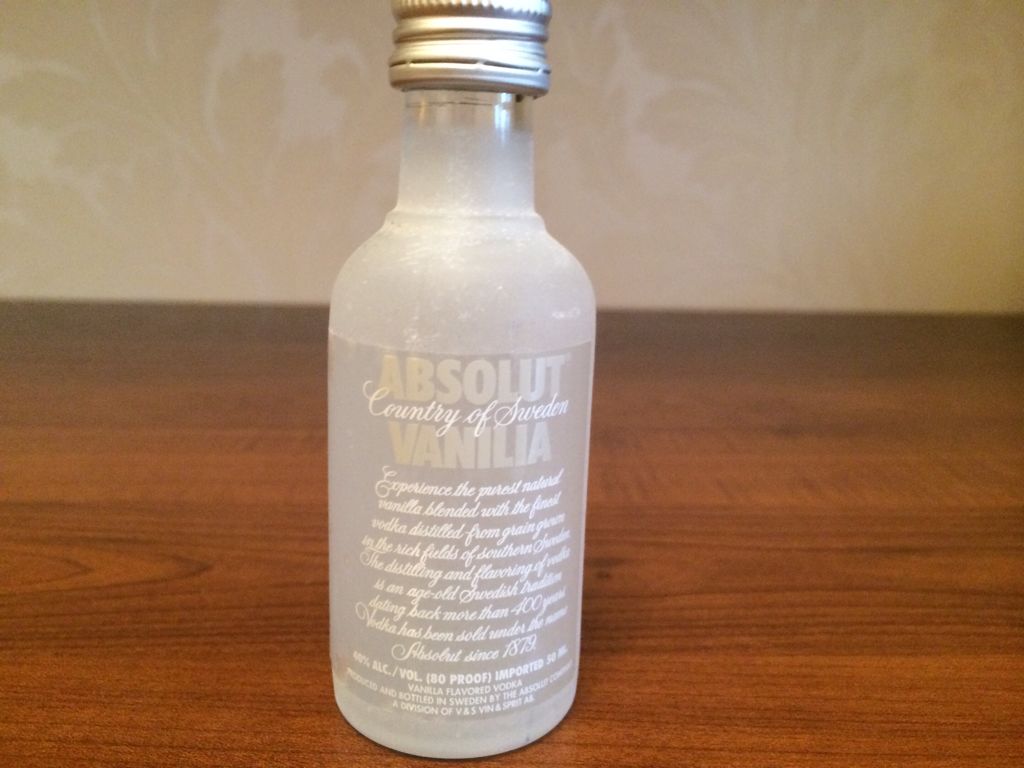 ABSOLUT
Country of Sweden
VANILIA
Experience the purest natural
vanilla blended with the finest
vodka distilled from grain grown
in the rich fields of southern Sweden.
The distilling and flavoring of vodka
is an age-old Swedish tradition
dating back more than 400 years.
Vodka has been sold under the name
Absolut since 1879.
40% ALC./VOL. (80 PROOF) IMPORTED 50 ML.
VANILLA FLAVORED VODKA
PRODUCED AND BOTTLED IN SWEDEN BY THE ABSOLUT COMPANY
A DIVISION OF V&S VIN & SPRIT AB.